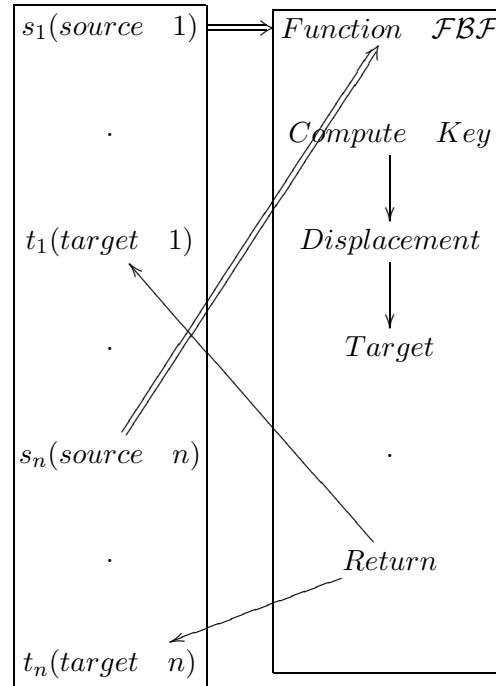 s₁(source 1)
.
t₁(target 1)
.
sₙ(source n)
.
tₙ(target n)
Function ℱℬℱ
Compute Key
Displacement
Target
.
Return